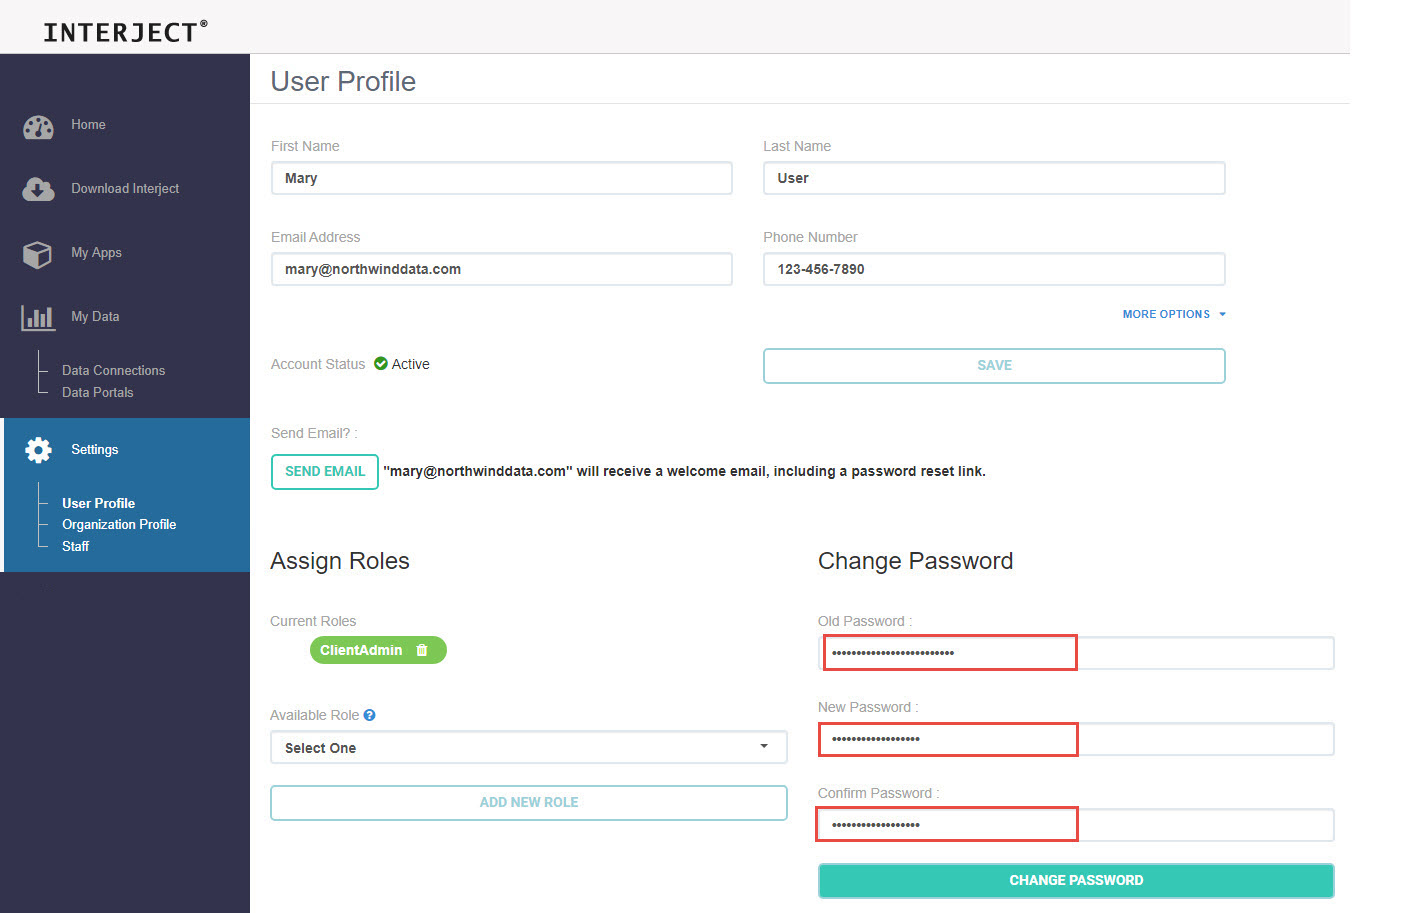 INTERJECT®
User Profile
Home
Download Interject
My Apps
My Data
Data Connections
Data Portals
Settings
User Profile
Organization Profile
Staff
First Name
Last Name
Mary
User
Email Address
Phone Number
mary@northwinddata.com
123-456-7890
MORE OPTIONS
Account Status Active
SAVE
Send Email? :
SEND EMAIL "mary@northwinddata.com" will receive a welcome email, including a password reset link.
Assign Roles
Current Roles
ClientAdmin
Available Role ?
Select One
ADD NEW ROLE
Change Password
Old Password :
New Password :
Confirm Password :
CHANGE PASSWORD